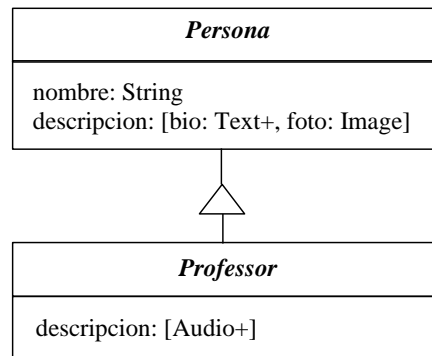 Persona
nombre: String
descripcion: [bio: Text+, foto: Image]
Professor
descripcion: [Audio+]